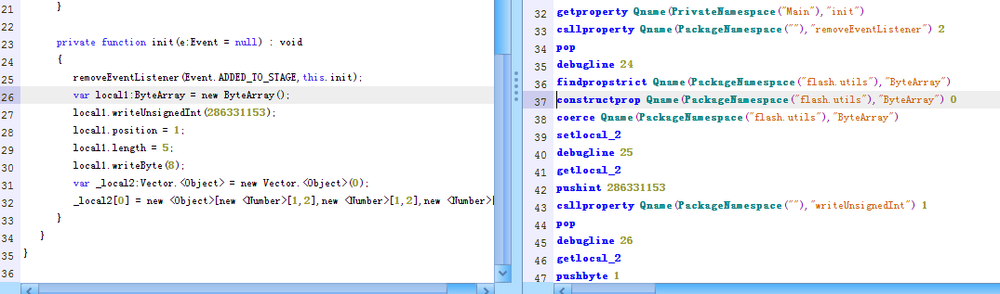 21 }
22
23 private function init(e:Event = null) : void
24 {
25 removeEventListener(Event.ADDED_TO_STAGE,this.init);
26 var local1:ByteArray = new ByteArray();
27 local1.writeUnsignedInt(286331153);
28 local1.position = 1;
29 local1.length = 5;
30 local1.writeByte(8);
31 var _local2:Vector.<Object> = new Vector.<Object>(0);
32 _local2[0] = new <Object>[new <Number>[1,2],new <Number>[1,2],new <Number>[
33 }
34 }
35 }
36
32 getproperty Qname(PrivateNamespace("Main"),"init")
33 callproperty Qname(PackageNamespace(""),"removeEventListener") 2
34 pop
35 debugline 24
36 findpropstrict Qname(PackageNamespace("flash.utils"),"ByteArray")
37 constructprop Qname(PackageNamespace("flash.utils"),"ByteArray") 0
38 coerce Qname(PackageNamespace("flash.utils"),"ByteArray")
39 setlocal_2
40 debugline 25
41 getlocal_2
42 pushint 286331153
43 callproperty Qname(PackageNamespace(""),"writeUnsignedInt") 1
44 pop
45 debugline 26
46 getlocal_2
47 pushbyte 1